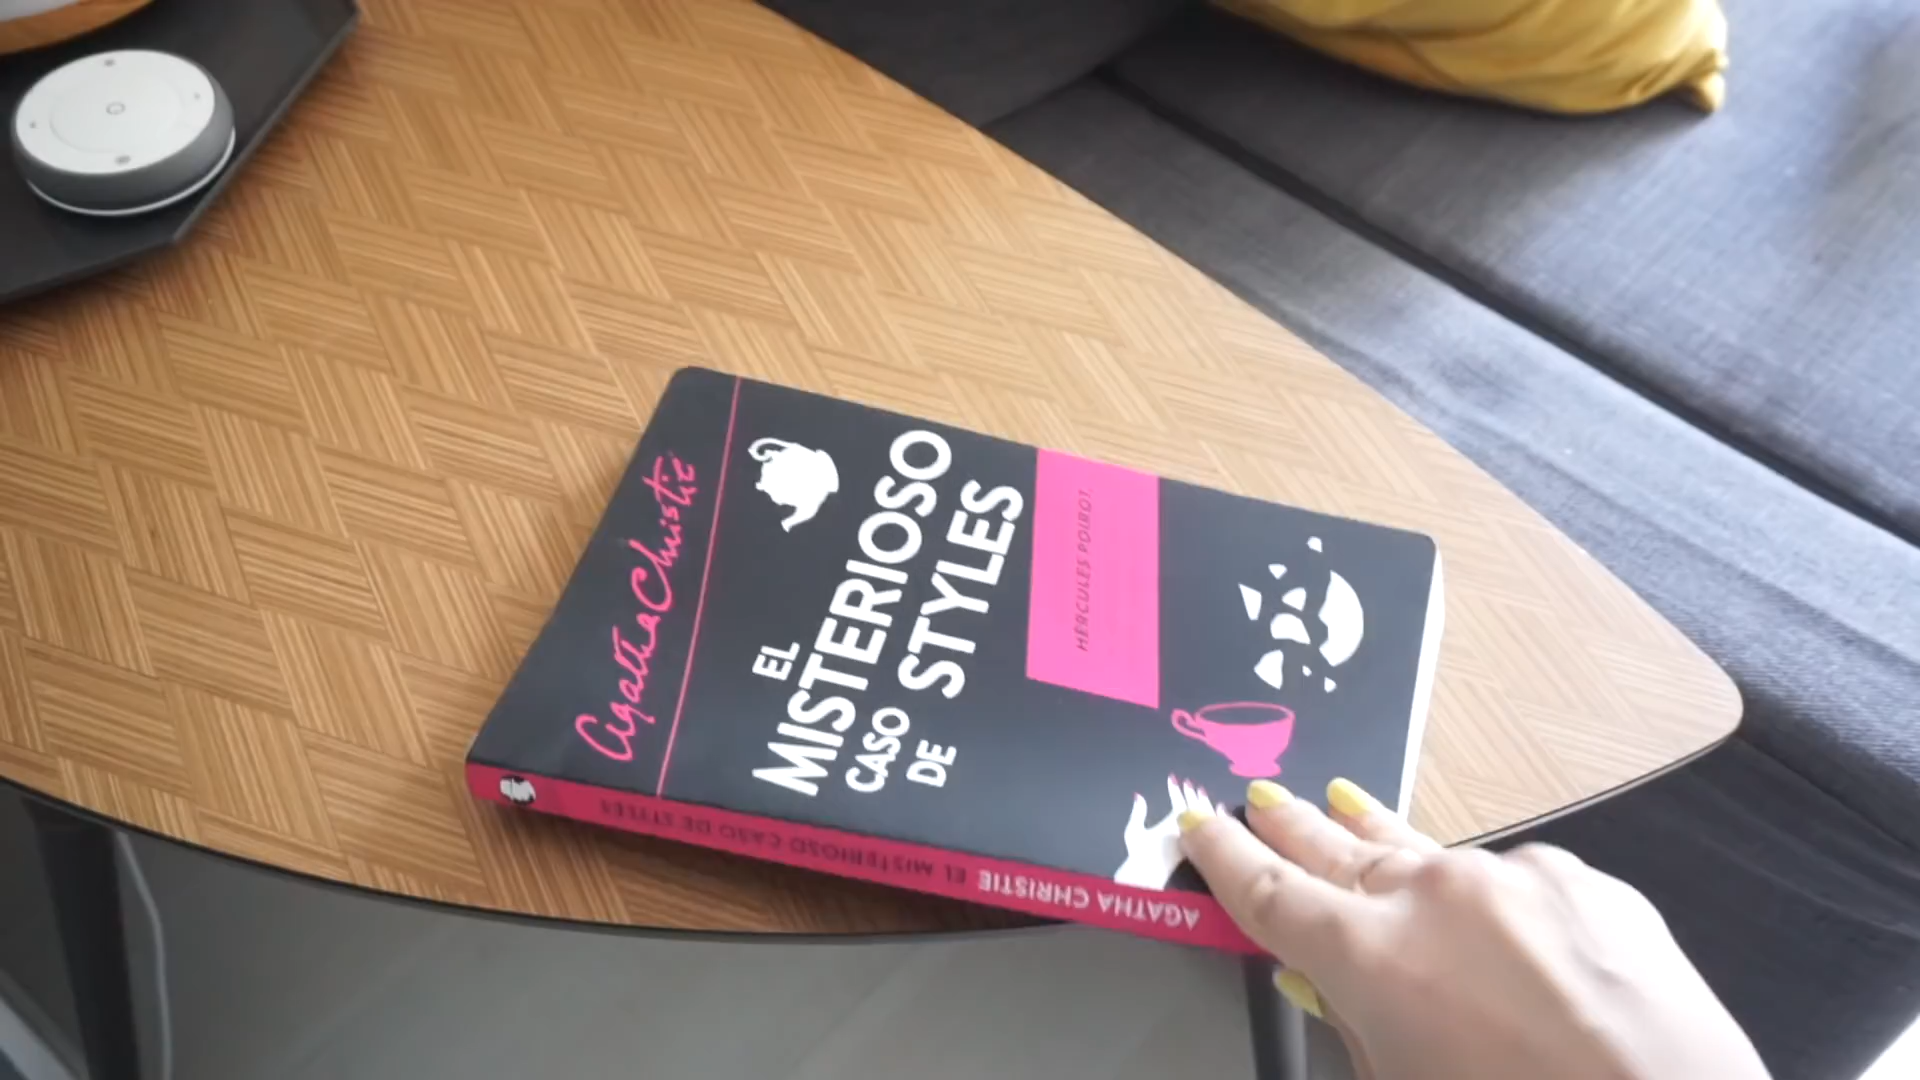 Agatha Christie
EL
MISTERIOSO
CASO STYLES
DE
HÉRCULES POIROT
AGATHA CHRISTIE EL MISTERIOSO CASO DE STYLES